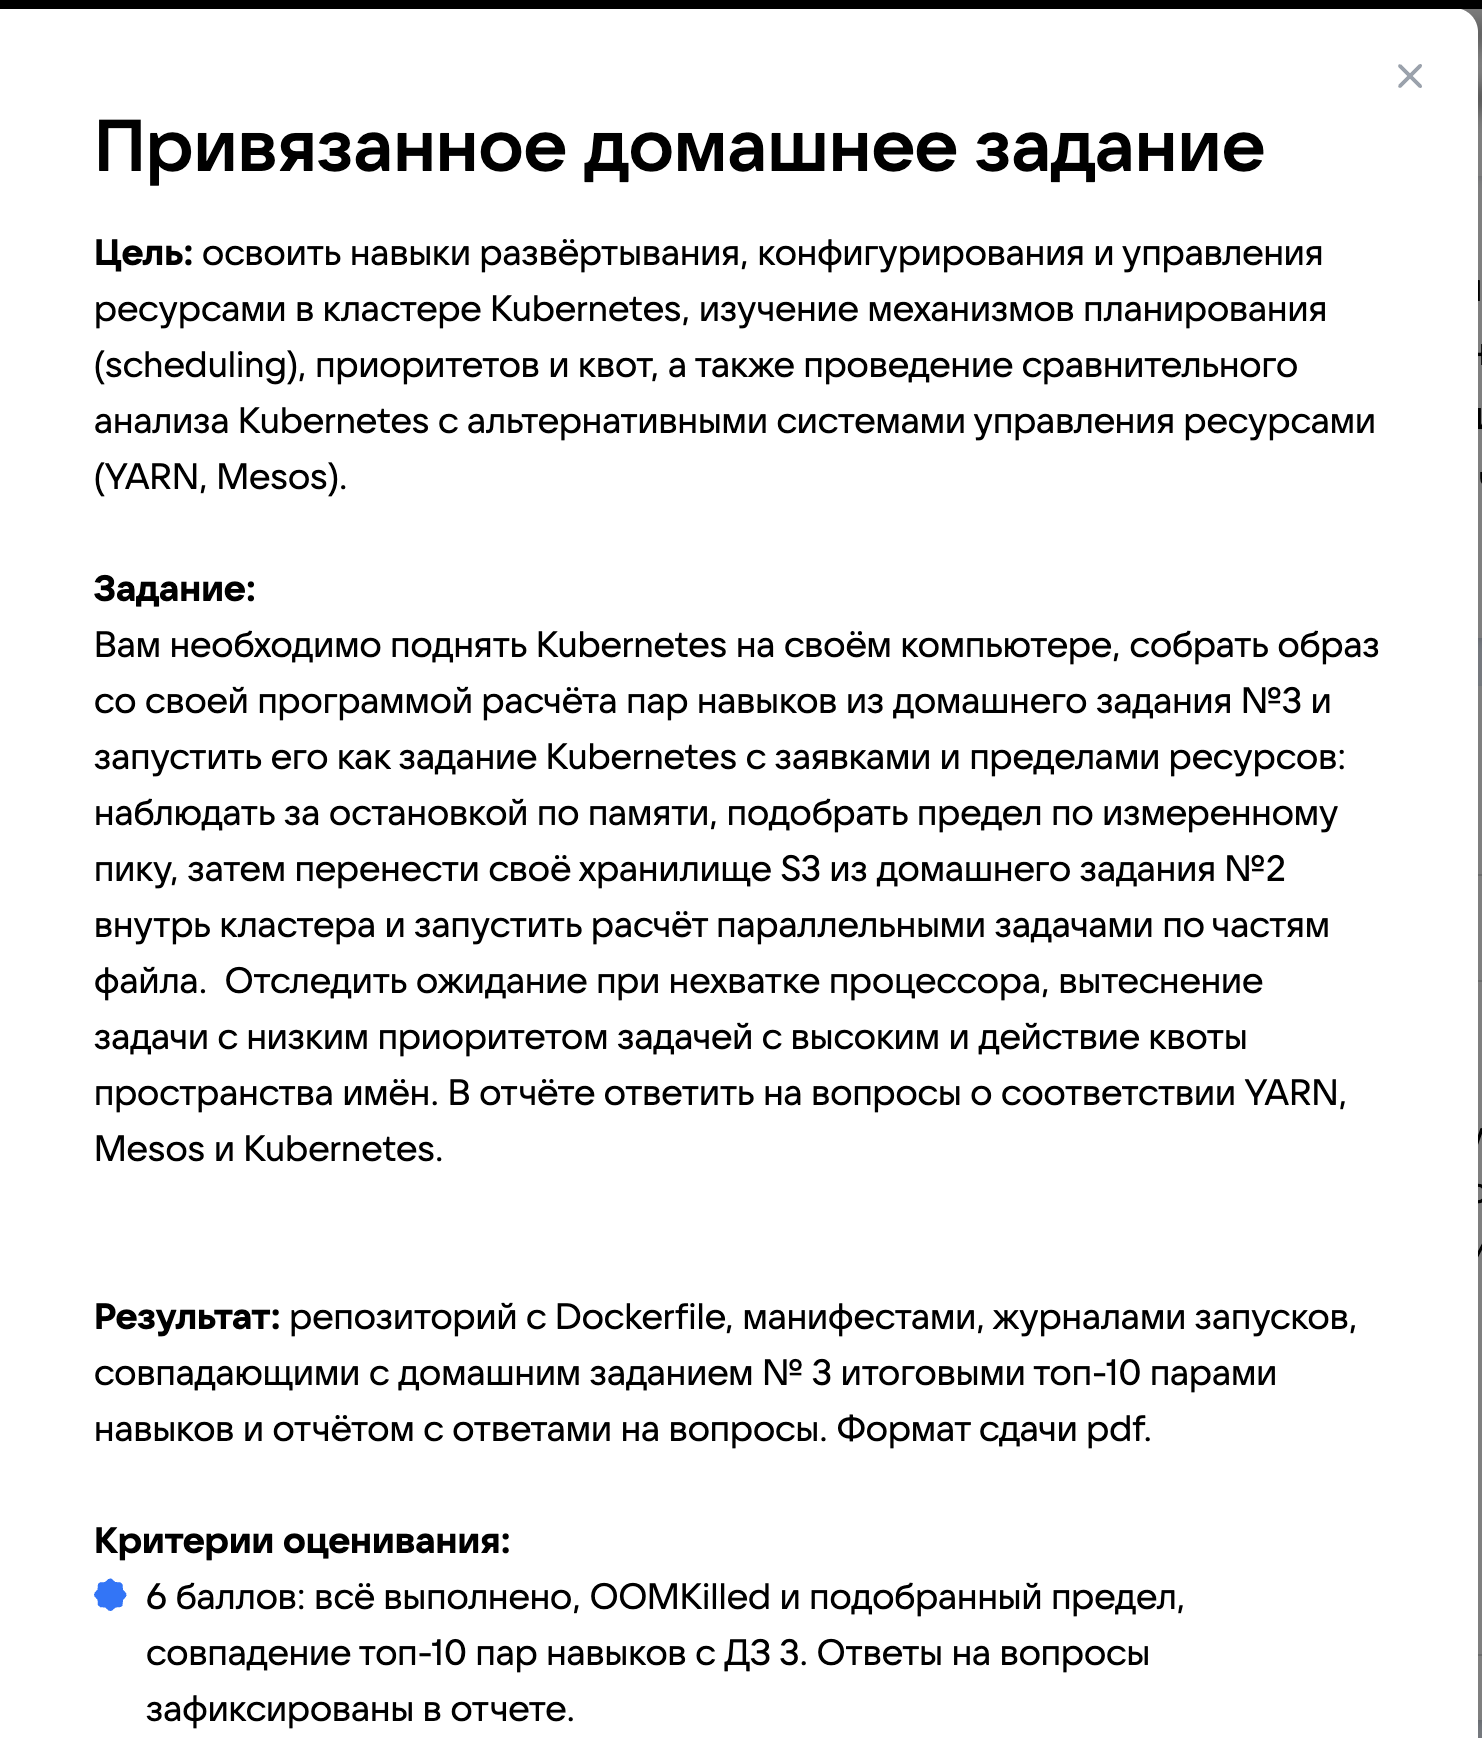 Привязанное домашнее задание
Цель: освоить навыки развёртывания, конфигурирования и управления
ресурсами в кластере Kubernetes, изучение механизмов планирования
(scheduling), приоритетов и квот, а также проведение сравнительного
анализа Kubernetes с альтернативными системами управления ресурсами
(YARN, Mesos).
Задание:
Вам необходимо поднять Kubernetes на своём компьютере, собрать образ
со своей программой расчёта пар навыков из домашнего задания №3 и
запустить его как задание Kubernetes с заявками и пределами ресурсов:
наблюдать за остановкой по памяти, подобрать предел по измеренному
пику, затем перенести своё хранилище S3 из домашнего задания №2
внутрь кластера и запустить расчёт параллельными задачами по частям
файла.  Отследить ожидание при нехватке процессора, вытеснение
задачи с низким приоритетом задачей с высоким и действие квоты
пространства имён. В отчёте ответить на вопросы о соответствии YARN,
Mesos и Kubernetes.
Результат: репозиторий с Dockerfile, манифестами, журналами запусков,
совпадающими с домашним заданием № 3 итоговыми топ-10 парами
навыков и отчётом с ответами на вопросы. Формат сдачи pdf.
Критерии оценивания:
6 баллов: всё выполнено, OOMKilled и подобранный предел,
совпадение топ-10 пар навыков с ДЗ 3. Ответы на вопросы
зафиксированы в отчете.